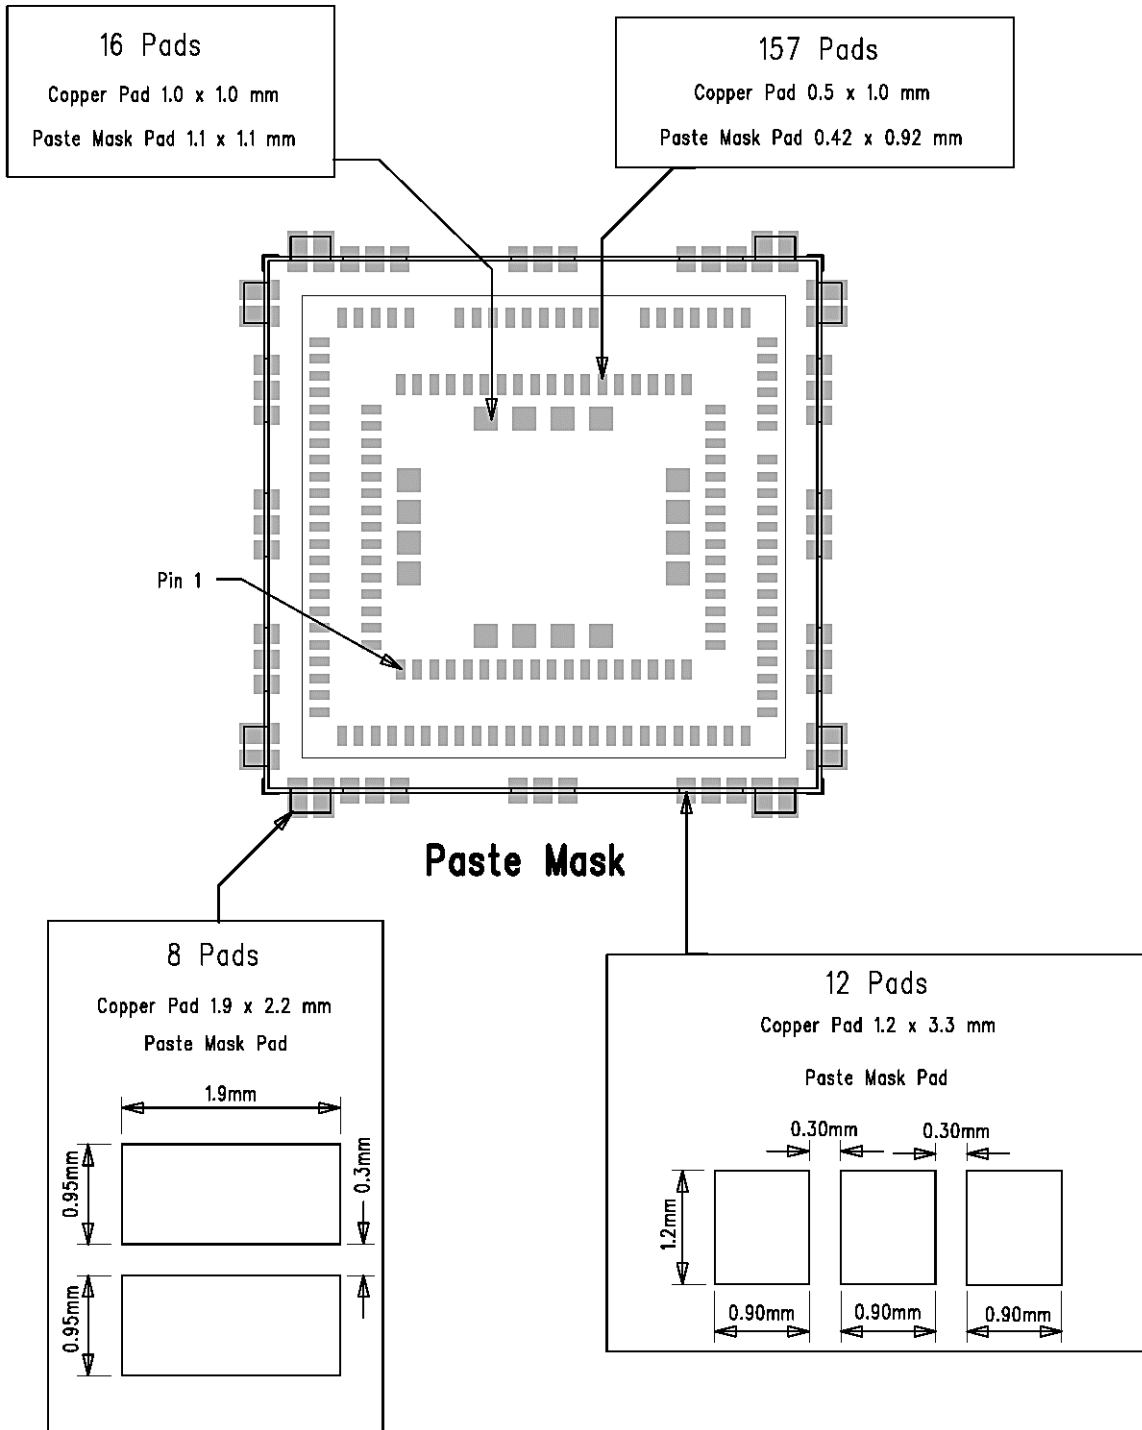 16 Pads
Copper Pad 1.0 x 1.0 mm
Paste Mask Pad 1.1 x 1.1 mm
157 Pads
Copper Pad 0.5 x 1.0 mm
Paste Mask Pad 0.42 x 0.92 mm
Pin 1
Paste Mask
8 Pads
Copper Pad 1.9 x 2.2 mm
Paste Mask Pad
1.9mm
0.95mm
0.3mm
0.95mm
12 Pads
Copper Pad 1.2 x 3.3 mm
Paste Mask Pad
0.30mm 0.30mm
1.2mm
0.90mm 0.90mm 0.90mm